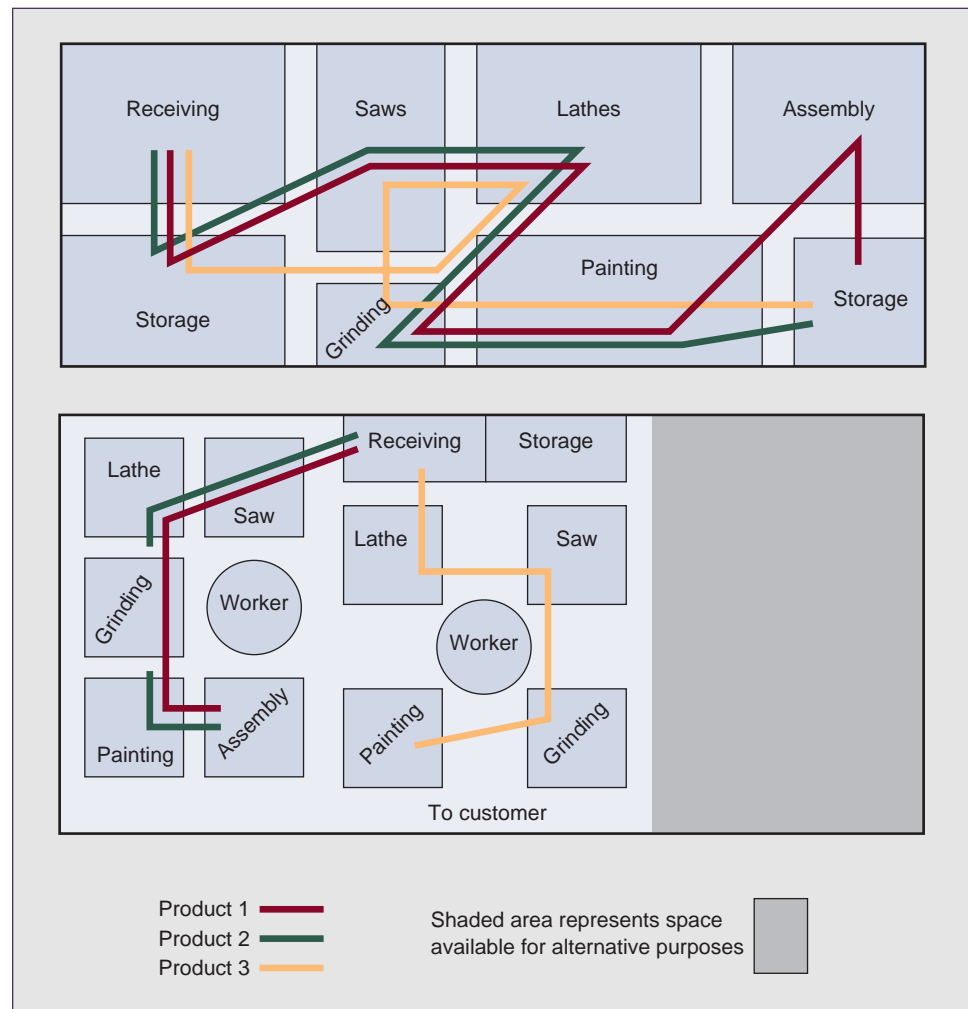 Receiving
Saws
Lathes
Assembly
Storage
Grinding
Painting
Storage
Lathe
Saw
Receiving
Storage
Grinding
Worker
Lathe
Saw
Worker
Painting
Assembly
Painting
Grinding
To customer
Product 1
Product 2
Product 3
Shaded area represents space
available for alternative purposes